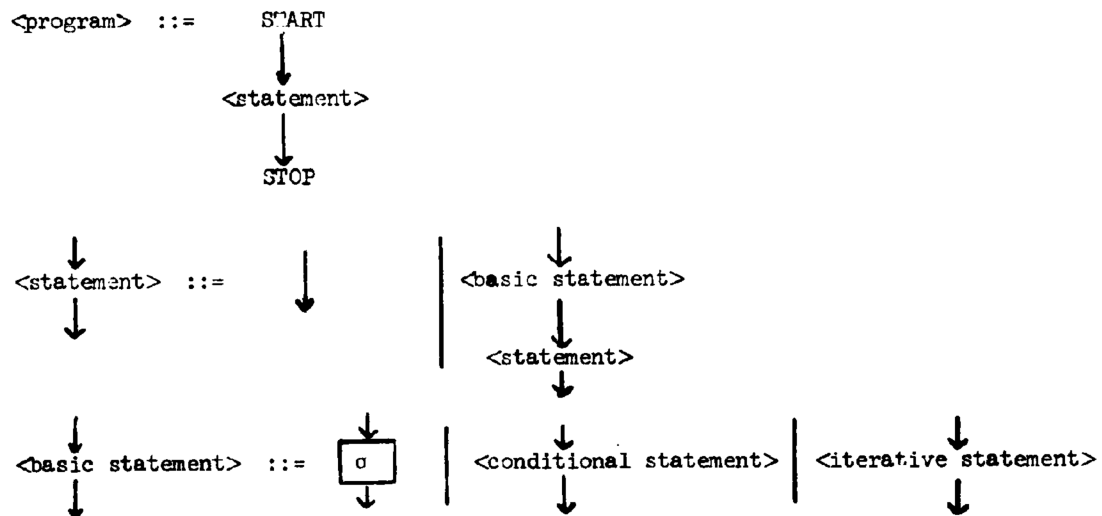 <program> ::= START
<statement>
STOP
<statement> ::= | <basic statement>
<statement>
<basic statement> ::= σ | <conditional statement> | <iterative statement>